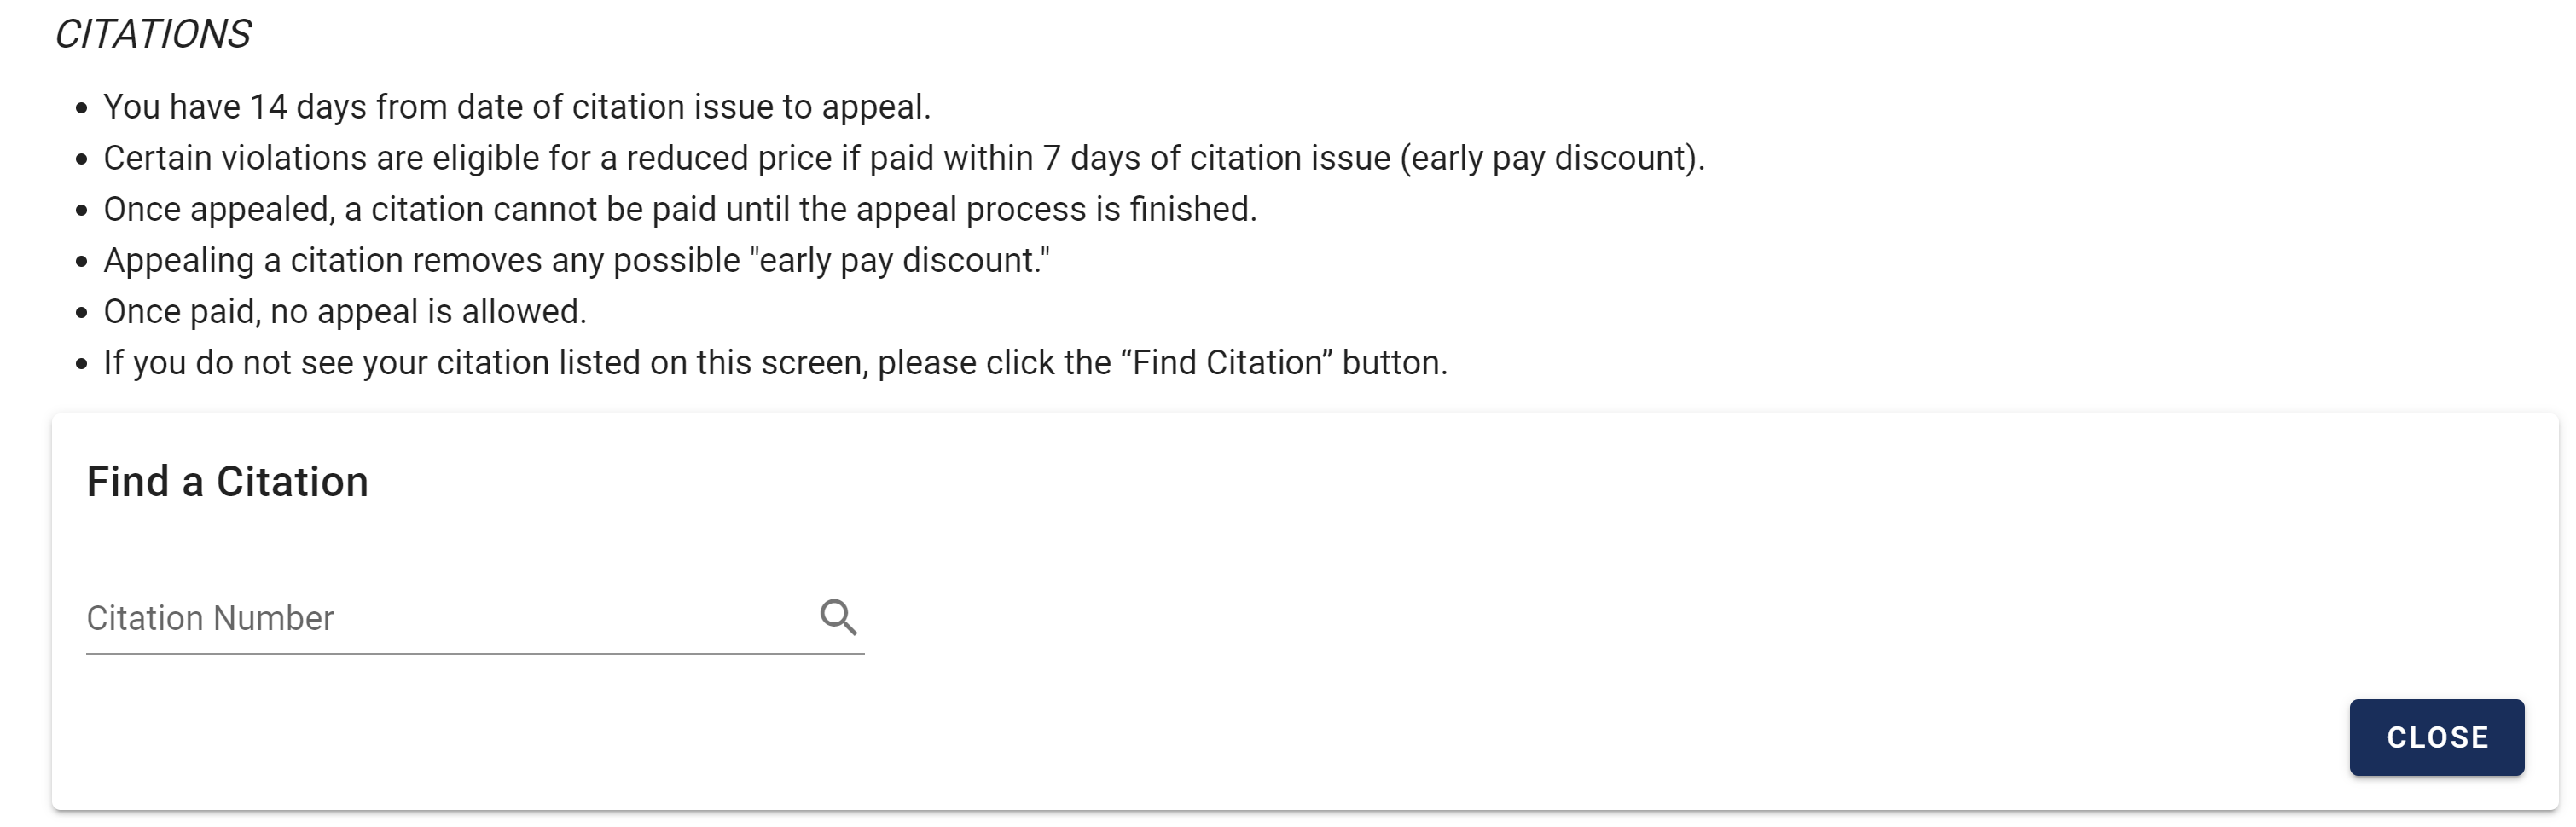 CITATIONS
• You have 14 days from date of citation issue to appeal.
• Certain violations are eligible for a reduced price if paid within 7 days of citation issue (early pay discount).
• Once appealed, a citation cannot be paid until the appeal process is finished.
• Appealing a citation removes any possible "early pay discount."
• Once paid, no appeal is allowed.
• If you do not see your citation listed on this screen, please click the “Find Citation” button.
Find a Citation
Citation Number
CLOSE